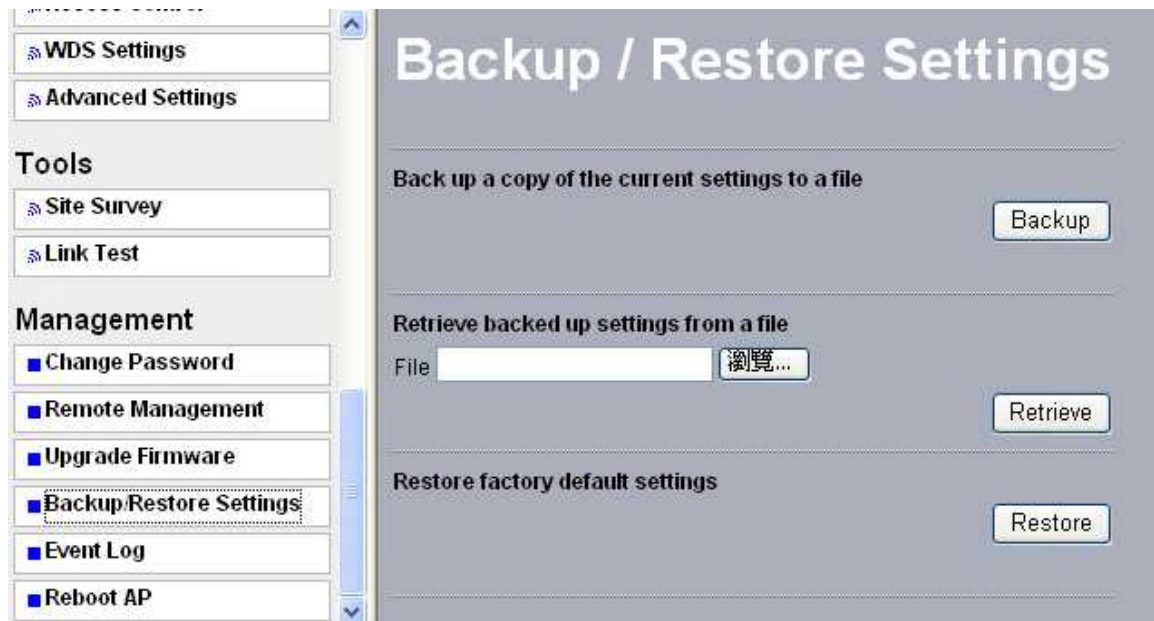 WDS Settings
Advanced Settings
Tools
Site Survey
Link Test
Management
Change Password
Remote Management
Upgrade Firmware
Backup/Restore Settings
Event Log
Reboot AP
Backup / Restore Settings
Back up a copy of the current settings to a file
Backup
Retrieve backed up settings from a file
File 瀏覽...
Retrieve
Restore factory default settings
Restore